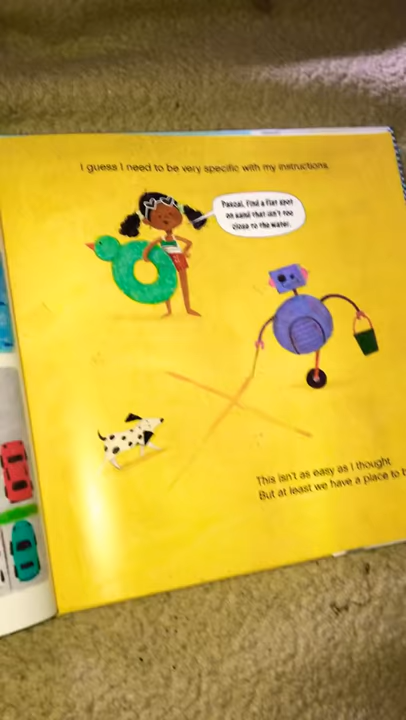 I guess I need to be very specific with my instructions.
Pascal, find a flat spot
on sand that isn't too
close to the water.
This isn't as easy as I thought.
But at least we have a place to